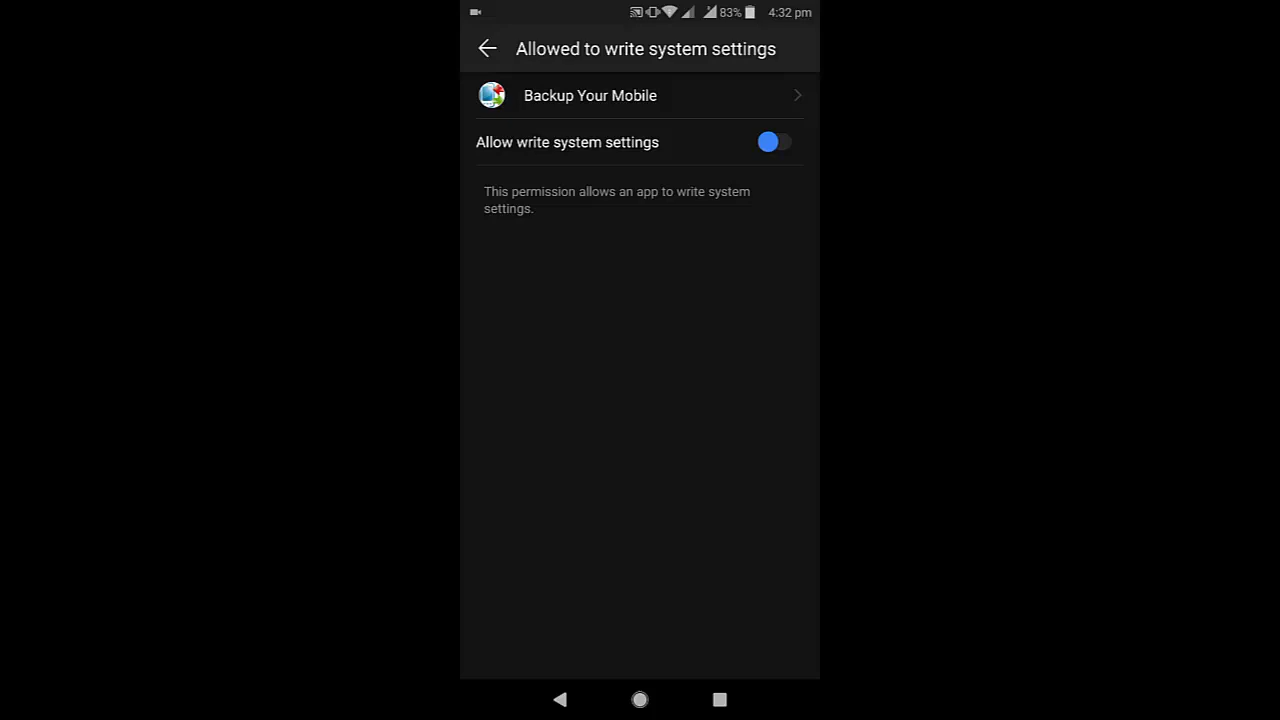 83% 4:32 pm
Allowed to write system settings
Backup Your Mobile
Allow write system settings
This permission allows an app to write system
settings.